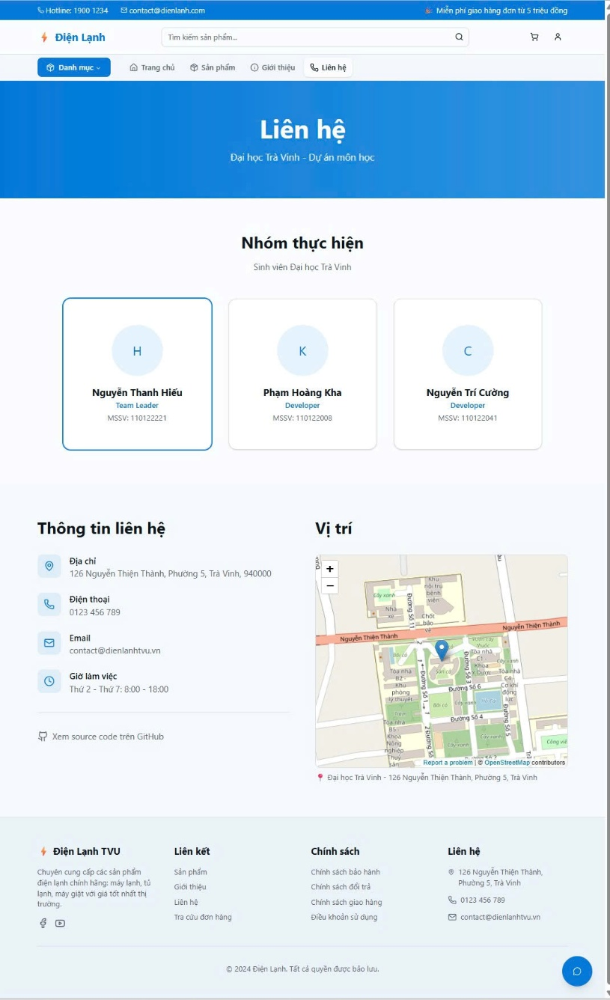 Hotline: 1900 1234 contact@dienlanh.com 🎉 Miễn phí giao hàng đơn từ 5 triệu đồng
Điện Lạnh Tìm kiếm sản phẩm...
Danh mục Trang chủ Sản phẩm Giới thiệu Liên hệ
Liên hệ
Đại học Trà Vinh - Dự án môn học
Nhóm thực hiện
Sinh viên Đại học Trà Vinh
H
Nguyễn Thanh Hiếu
Team Leader
MSSV: 110122221
K
Phạm Hoàng Kha
Developer
MSSV: 110122008
C
Nguyễn Trí Cường
Developer
MSSV: 110122041
Thông tin liên hệ
Địa chỉ
126 Nguyễn Thiện Thành, Phường 5, Trà Vinh, 940000
Điện thoại
0123 456 789
Email
contact@dienlanhtvu.vn
Giờ làm việc
Thứ 2 - Thứ 7: 8:00 - 18:00
Xem source code trên GitHub
Vị trí
+
−
Khu
nội trú
bệnh
viện
Cây xanh
Đường Số 11
Nhà
xe
Chốt
bảo
vệ
Nguyễn Thiện Thành
Nguyễn Thiện Thành
Vườn cây
thuốc
Bãi cỏ
Sân cỏ
Tòa nhà
C1 -
Khoa
Y Dược
Cây xanh
Tòa nhà
B2 -
Khu
phòng
lý thuyết
Đường Số 1
Đường Số 3
Tòa nhà
C4 -
Cơ khí
động
lực
Đường Số 6
Bãi cỏ
Cây xanh
Đường Số 5
Đường Số 4
Tòa nhà
B5 -
Khoa
Nông
nghiệp
Thuỷ
sản
Cây xanh
Cây xanh
Công viê
Report a problem | © OpenStreetMap contributors
📍 Đại học Trà Vinh - 126 Nguyễn Thiện Thành, Phường 5, Trà Vinh
Điện Lạnh TVU
Chuyên cung cấp các sản phẩm
điện lạnh chính hãng: máy lạnh, tủ
lạnh, máy giặt với giá tốt nhất thị
trường.
Liên kết
Sản phẩm
Giới thiệu
Liên hệ
Tra cứu đơn hàng
Chính sách
Chính sách bảo hành
Chính sách đổi trả
Chính sách giao hàng
Điều khoản sử dụng
Liên hệ
126 Nguyễn Thiện Thành,
Phường 5, Trà Vinh
0123 456 789
contact@dienlanhtvu.vn
© 2024 Điện Lạnh. Tất cả quyền được bảo lưu.